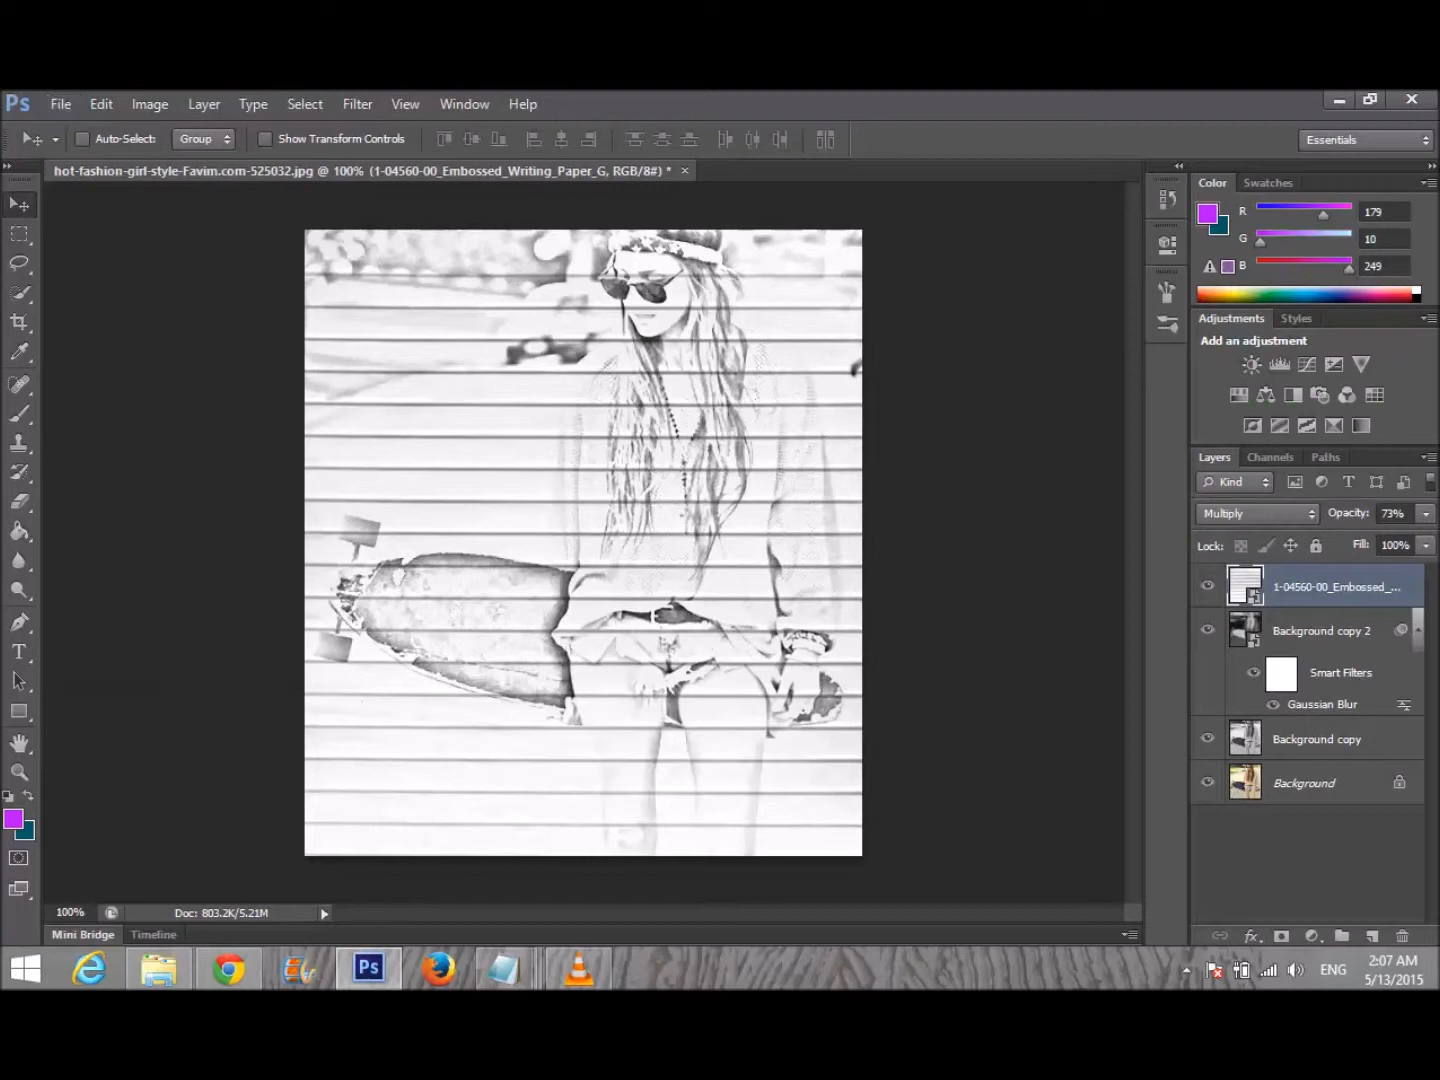 Ps File Edit Image Layer Type Select Filter View Window Help
Auto-Select: Group Show Transform Controls Essentials
hot-fashion-girl-style-Favim.com-525032.jpg @ 100% (1-04560-00_Embossed_Writing_Paper_G, RGB/8#) * ×
Color Swatches
R 179
G 10
B 249
Adjustments Styles
Add an adjustment
Layers Channels Paths
Kind
Multiply Opacity: 73%
Lock: Fill: 100%
1-04560-00_Embossed_...
Background copy 2
Smart Filters
Gaussian Blur
Background copy
Background
100% Doc: 803.2K/5.21M
Mini Bridge Timeline
Ps ENG 2:07 AM
5/13/2015